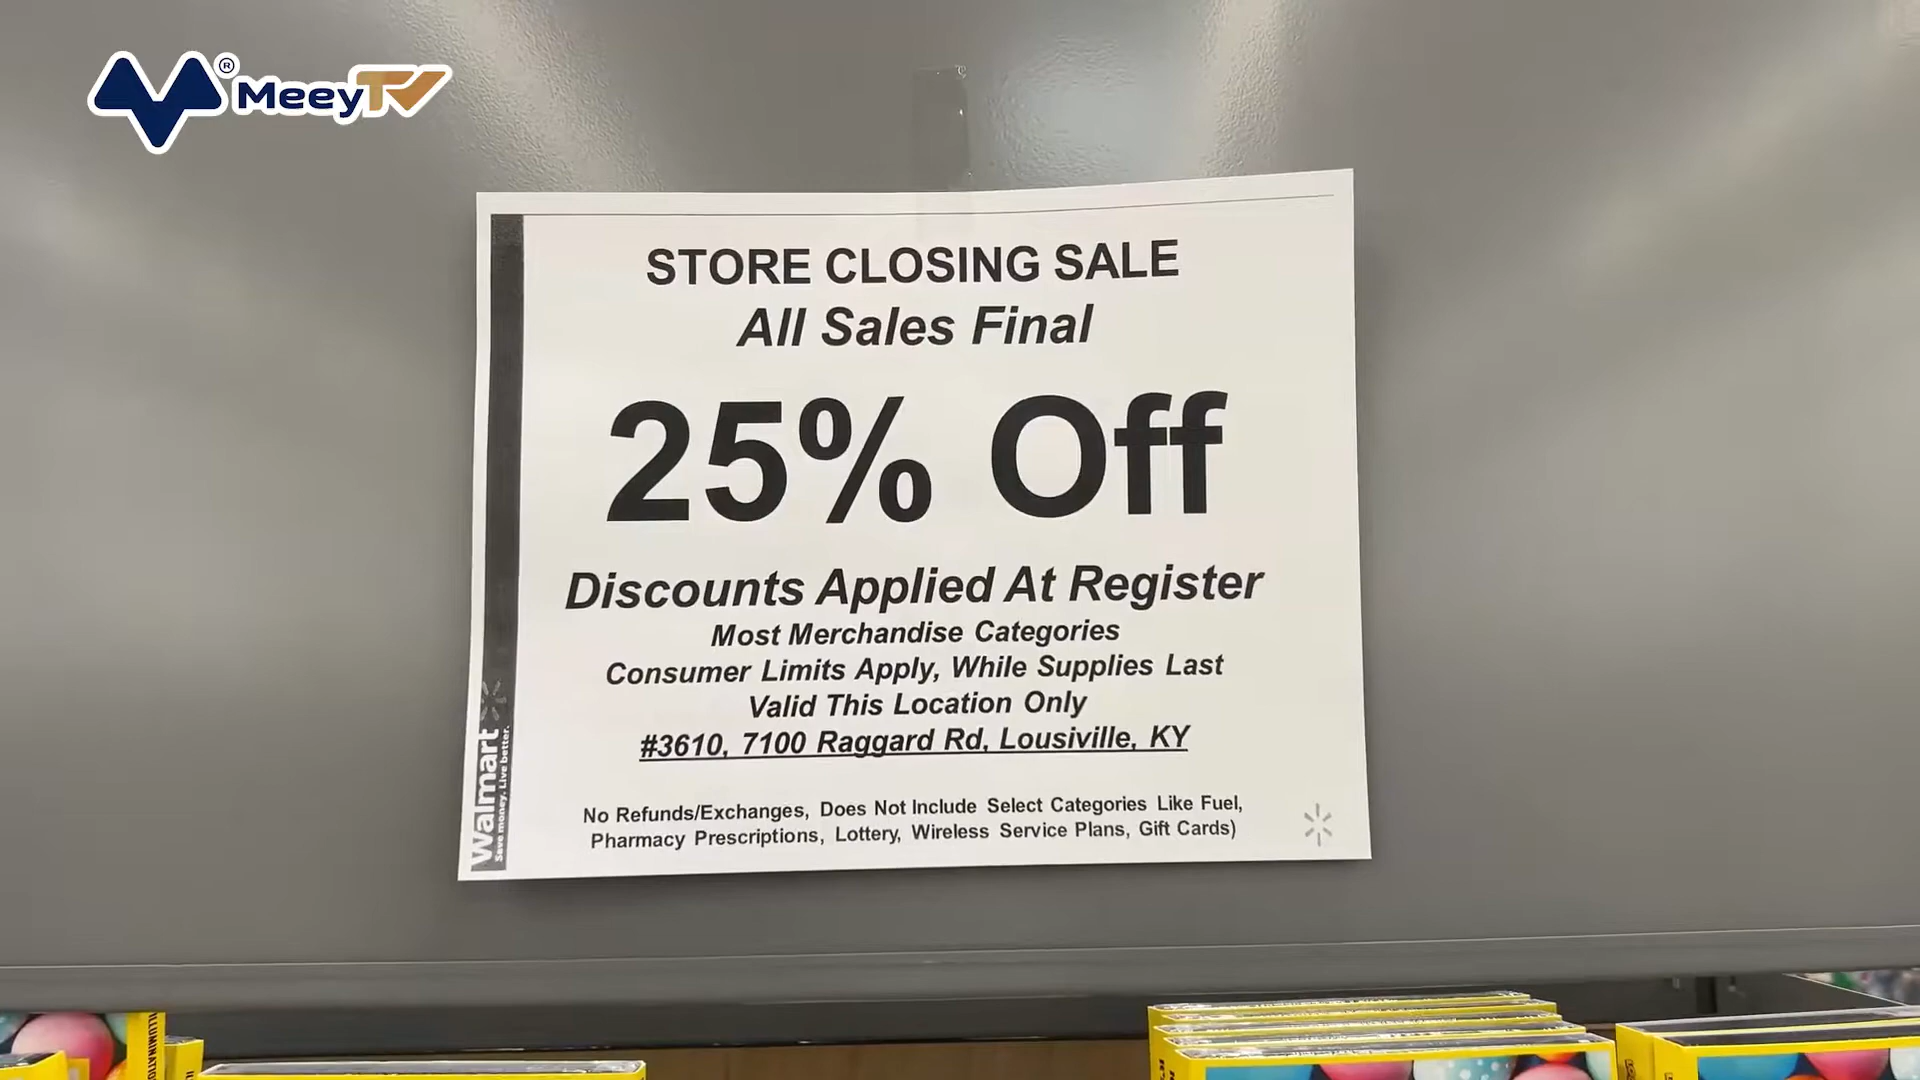 ® MeeyTV
STORE CLOSING SALE
All Sales Final
25% Off
Discounts Applied At Register
Most Merchandise Categories
Consumer Limits Apply, While Supplies Last
Valid This Location Only
#3610, 7100 Raggard Rd, Lousiville, KY
No Refunds/Exchanges, Does Not Include Select Categories Like Fuel,
Pharmacy Prescriptions, Lottery, Wireless Service Plans, Gift Cards)
Walmart
Save money. Live better.